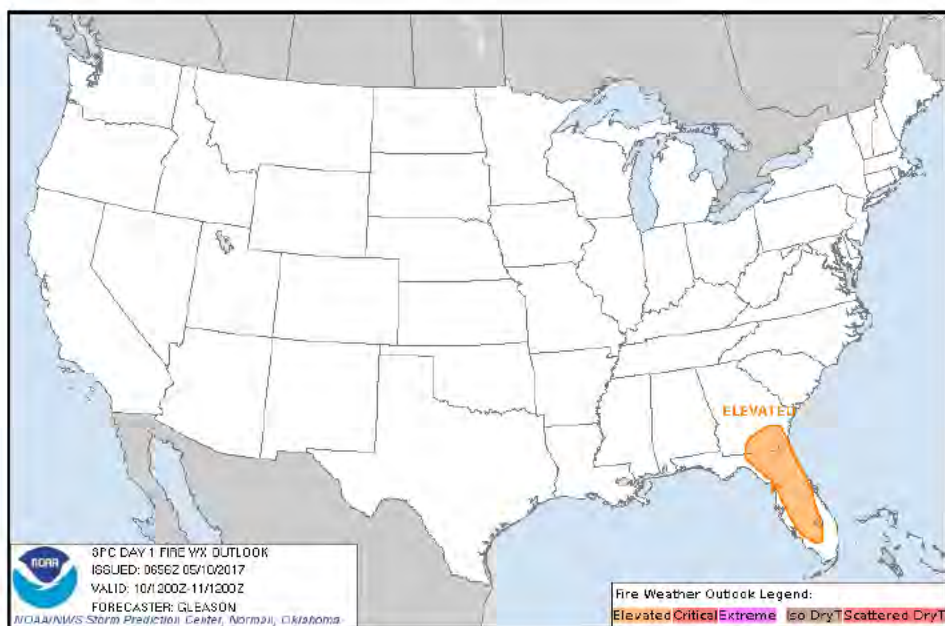 ELEVATED
NOAA
SPC DAY 1 FIRE WX OUTLOOK
ISSUED: 0656Z 05/10/2017
VALID: 10/1200Z-11/1200Z
FORECASTER: GLEASON
NOAA/NWS Storm Prediction Center, Norman, Oklahoma
Fire Weather Outlook Legend:
Elevated Critical Extreme Iso DryT Scattered DryT